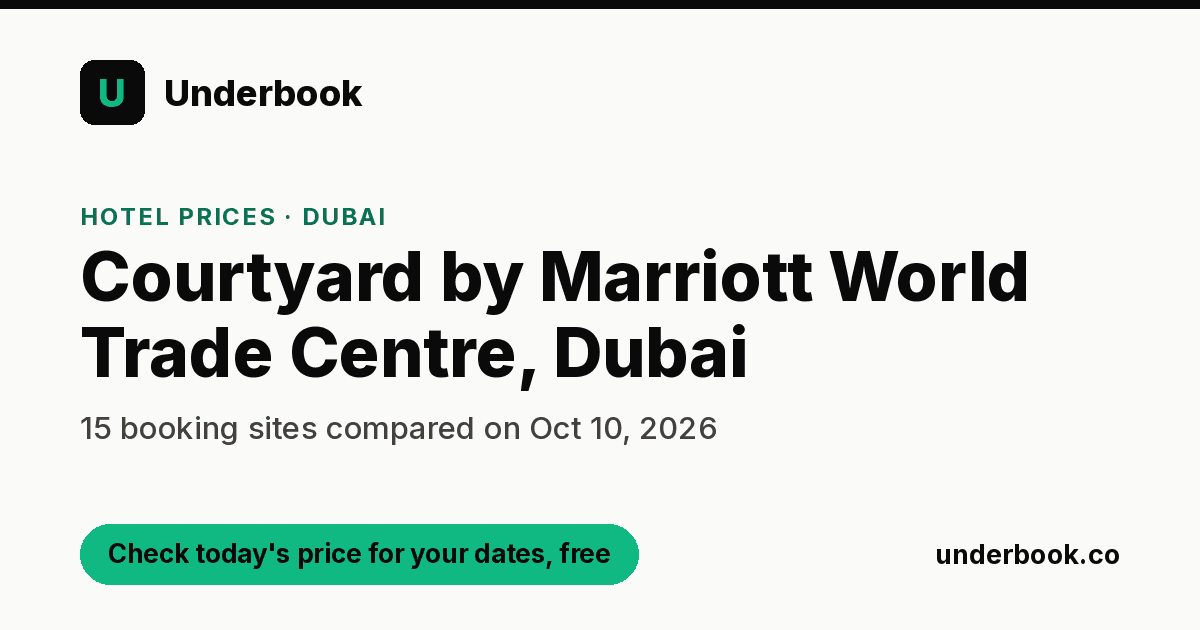 U Underbook
HOTEL PRICES · DUBAI
Courtyard by Marriott World
Trade Centre, Dubai
15 booking sites compared on Oct 10, 2026
Check today's price for your dates, free
underbook.co